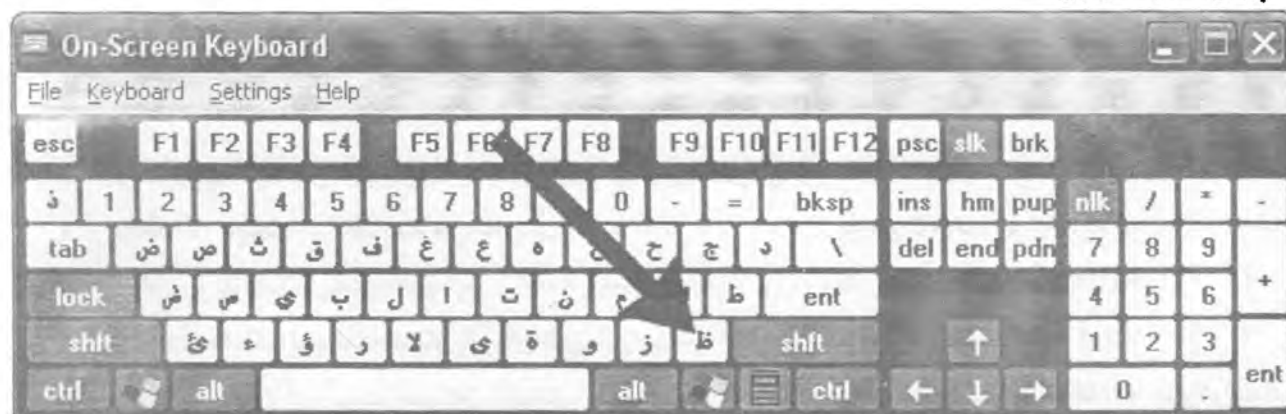 On-Screen Keyboard
File Keyboard Settings Help
esc F1 F2 F3 F4 F5 F6 F7 F8 F9 F10 F11 F12 psc slk brk
ذ 1 2 3 4 5 6 7 8 0 - = bksp ins hm pup nlk / * -
tab ض ص ث ق ف غ ع ه ح ج د \ del end pdn 7 8 9 +
lock ش س ي ب ل ا ت ن م ط ent 4 5 6
shft ئ ء ؤ ر لا ى ة و ز ظ shft ↑ 1 2 3 ent
ctrl alt alt ctrl ← ↓ → 0 .